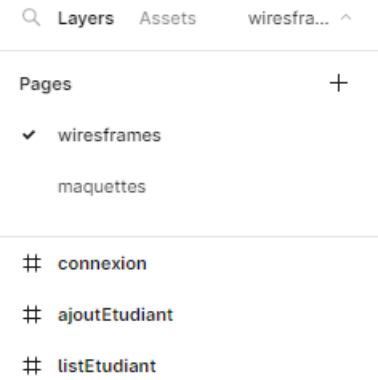 Layers Assets wiresfra...
Pages
wiresframes
maquettes
connexion
ajoutEtudiant
listEtudiant